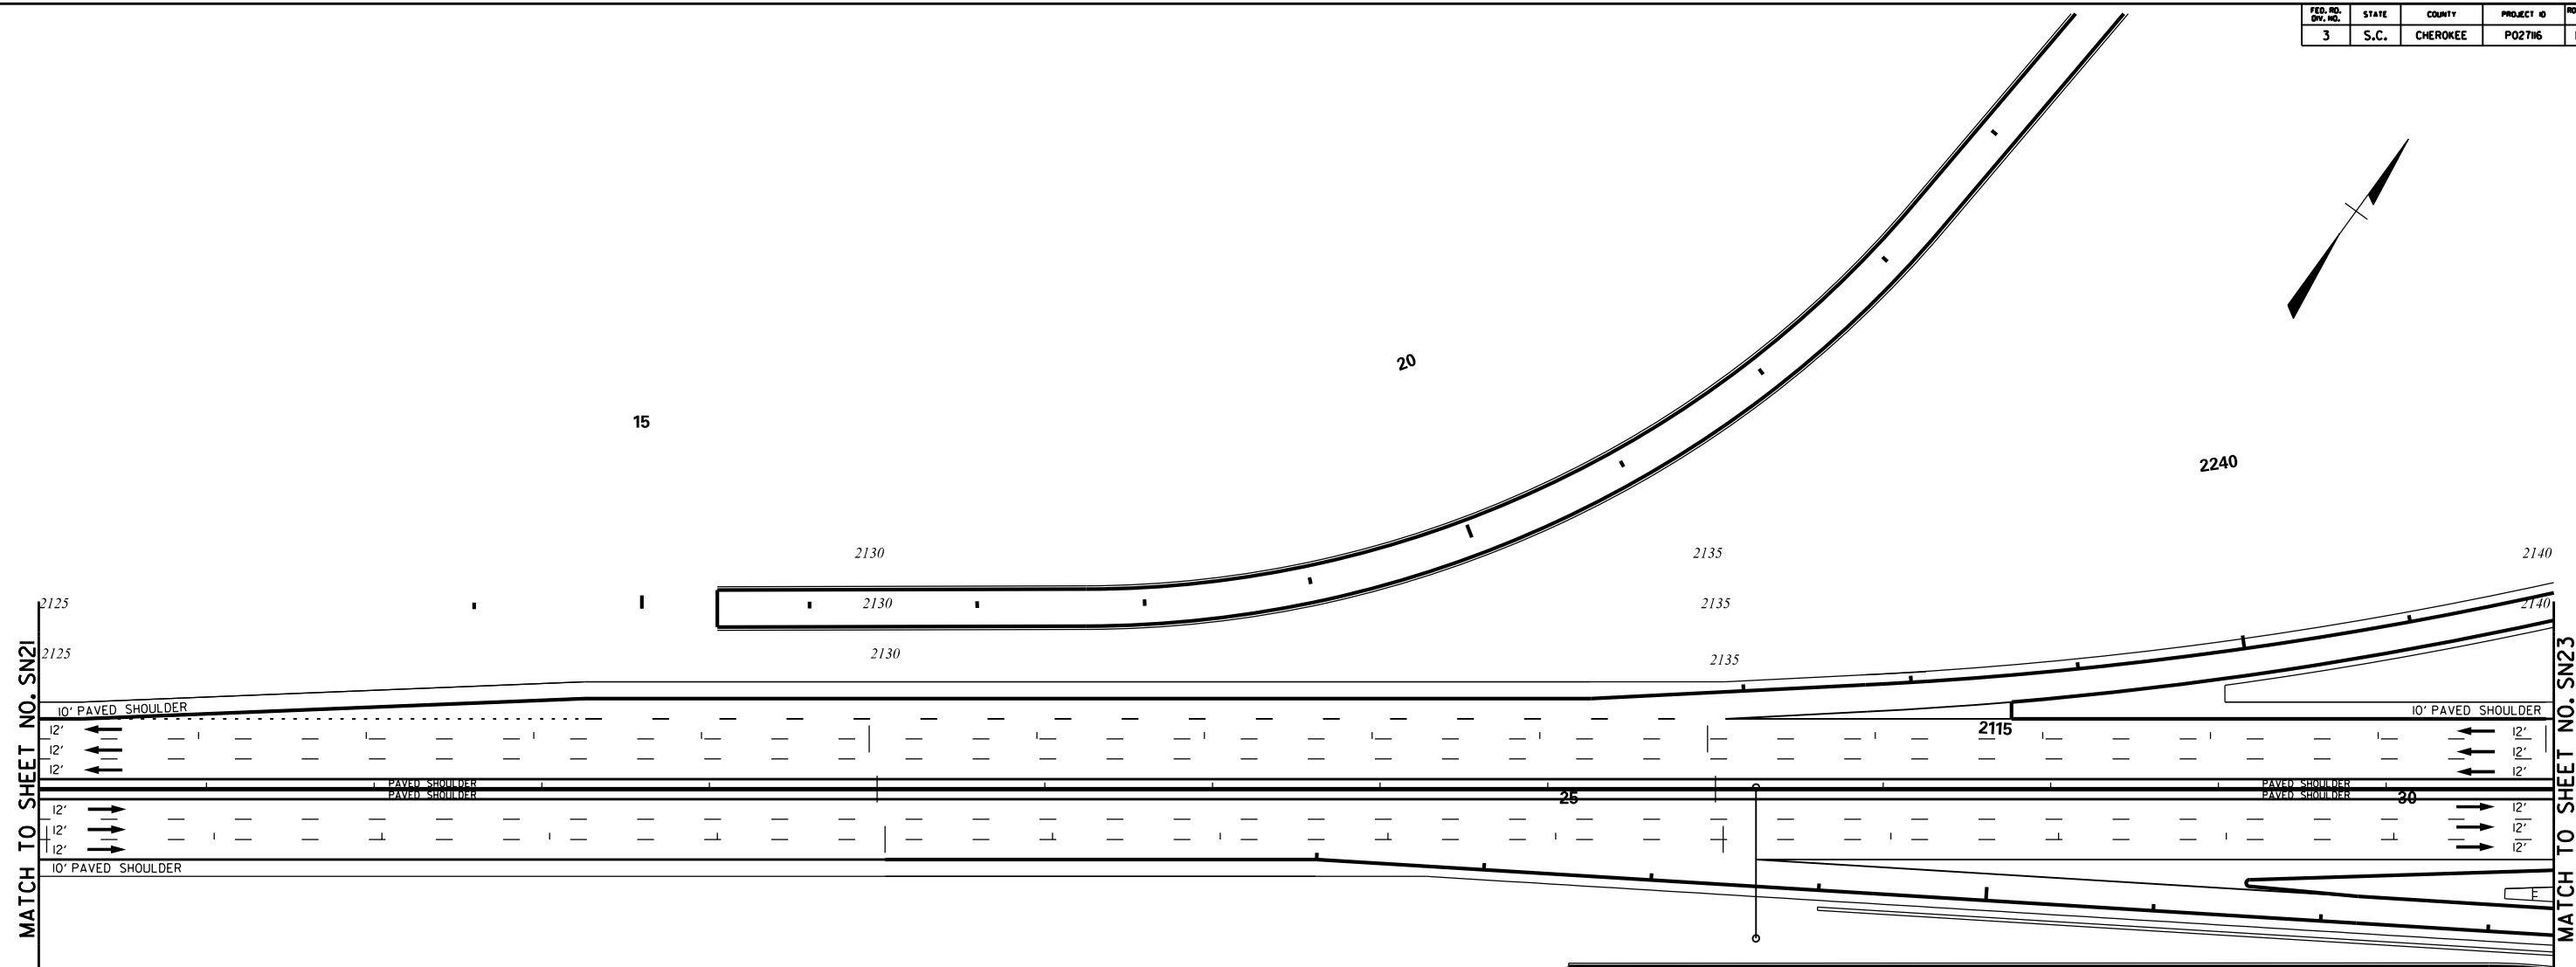 FED. RD. DIV. NO. STATE COUNTY PROJECT ID
3 S.C. CHEROKEE P027116
20
15
2240
2130 2135 2140
2125 2130 2135 2140
2125 2130 2135
MATCH TO SHEET NO. SN21
MATCH TO SHEET NO. SN23
10' PAVED SHOULDER
10' PAVED SHOULDER
2115
12'
12'
12'
12'
12'
12'
PAVED SHOULDER
PAVED SHOULDER
PAVED SHOULDER
PAVED SHOULDER
25
30
12'
12'
12'
12'
12'
12'
10' PAVED SHOULDER